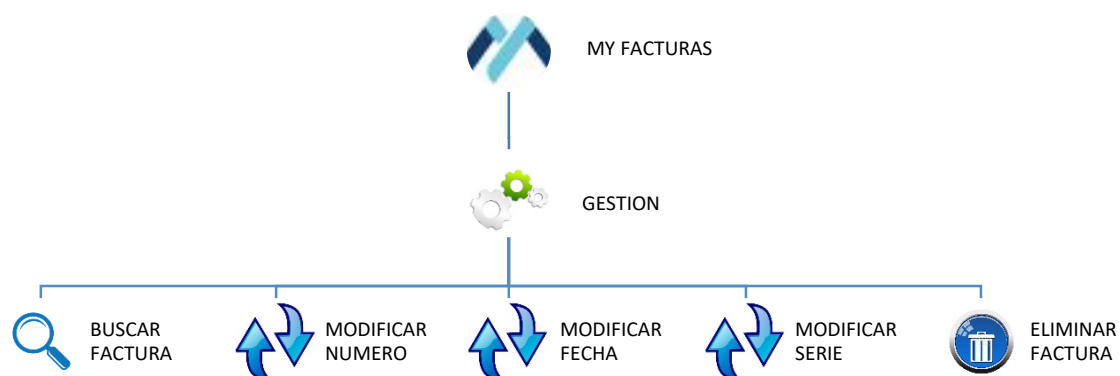 MY FACTURAS
GESTION
BUSCAR
FACTURA
MODIFICAR
NUMERO
MODIFICAR
FECHA
MODIFICAR
SERIE
ELIMINAR
FACTURA